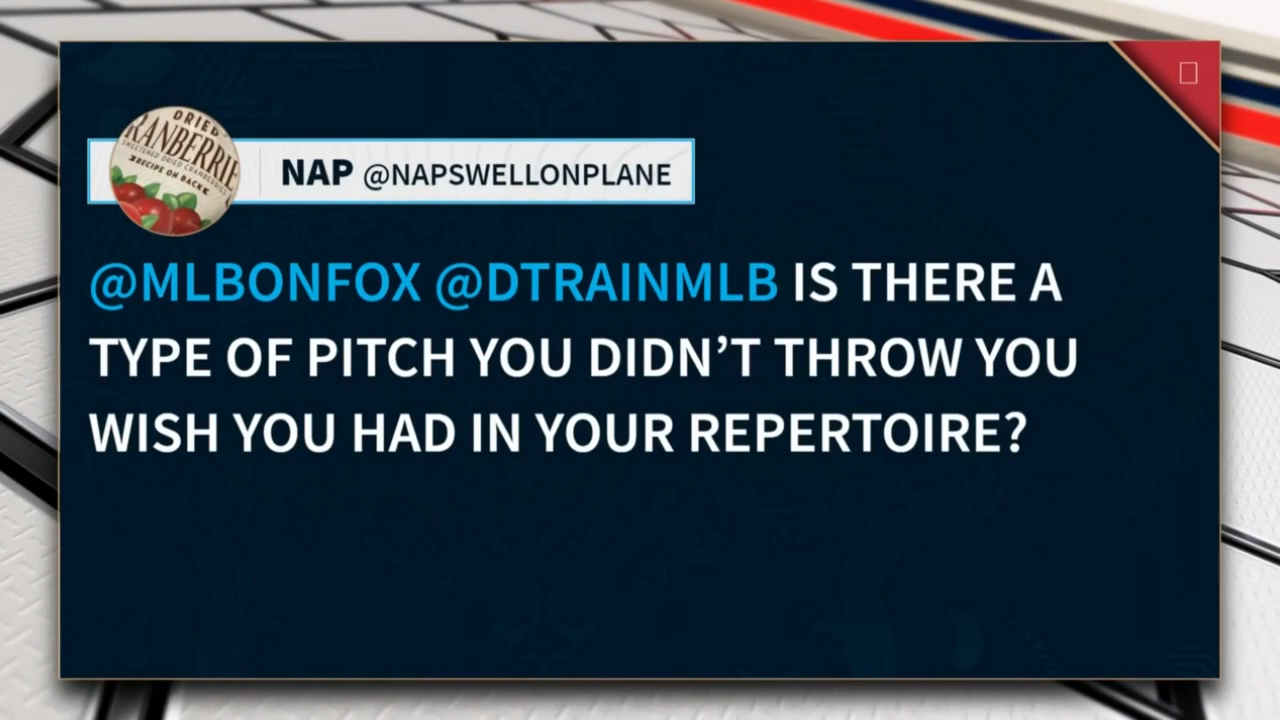 DRIED
RANBERRIE
SWEETENED DRIED CRANBERRIES
RECIPE ON BACK
NAP @NAPSWELLONPLANE
@MLBONFOX @DTRAINMLB IS THERE A
TYPE OF PITCH YOU DIDN’T THROW YOU
WISH YOU HAD IN YOUR REPERTOIRE?